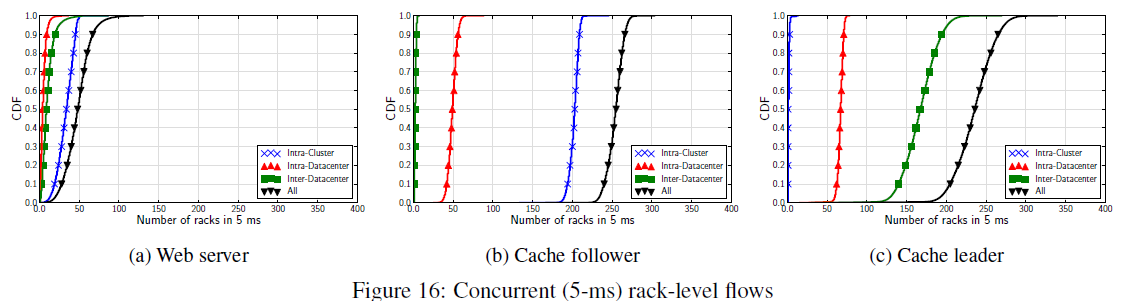 CDF
1.0
0.9
0.8
0.7
0.6
0.5
0.4
0.3
0.2
0.1
0.0
0 50 100 150 200 250 300 350 400
Number of racks in 5 ms
Intra-Cluster
Intra-Datacenter
Inter-Datacenter
All
(a) Web server
CDF
1.0
0.9
0.8
0.7
0.6
0.5
0.4
0.3
0.2
0.1
0.0
0 50 100 150 200 250 300 350 400
Number of racks in 5 ms
Intra-Cluster
Intra-Datacenter
Inter-Datacenter
All
(b) Cache follower
CDF
1.0
0.9
0.8
0.7
0.6
0.5
0.4
0.3
0.2
0.1
0.0
0 50 100 150 200 250 300 350 400
Number of racks in 5 ms
Intra-Cluster
Intra-Datacenter
Inter-Datacenter
All
(c) Cache leader
Figure 16: Concurrent (5-ms) rack-level flows